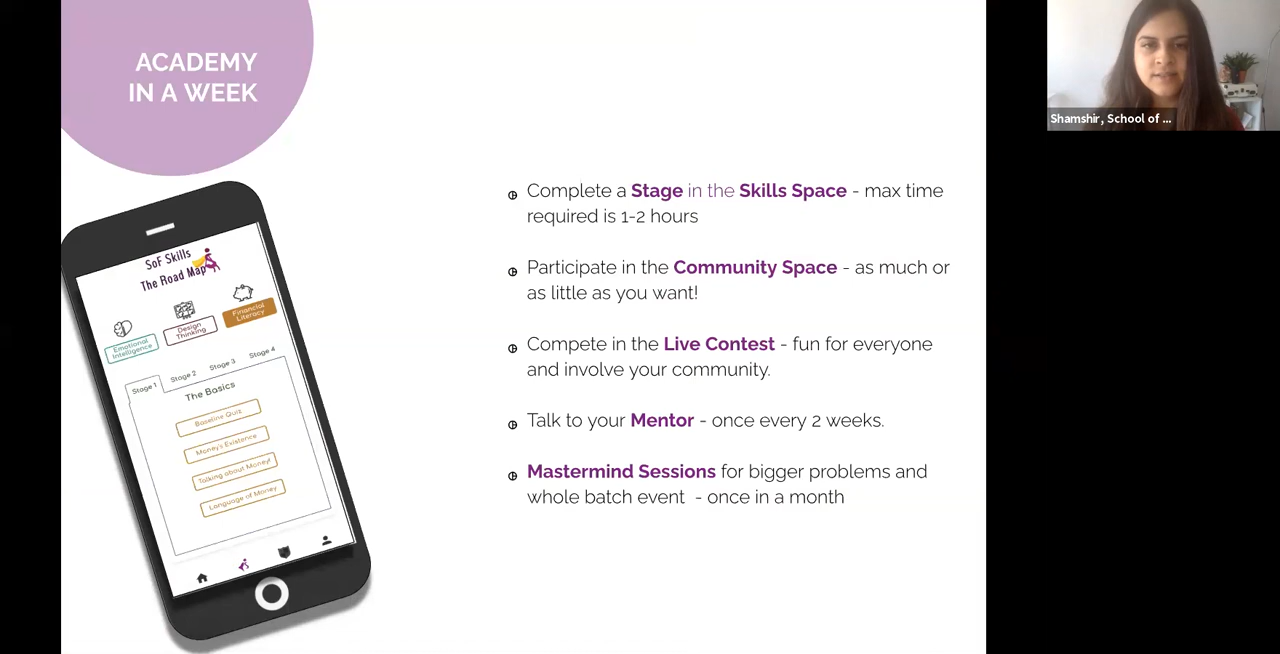 ACADEMY
IN A WEEK
Shamshir, School of ...
Complete a Stage in the Skills Space - max time
required is 1-2 hours
Participate in the Community Space - as much or
as little as you want!
Compete in the Live Contest - fun for everyone
and involve your community.
Talk to your Mentor - once every 2 weeks.
Mastermind Sessions for bigger problems and
whole batch event - once in a month
SoF Skills
The Road Map
Emotional
Intelligence
Design
Thinking
Financial
Literacy
Stage 1
Stage 2
Stage 3
Stage 4
The Basics
Baseline Quiz
Money's Existence
Talking about Money!
Language of Money